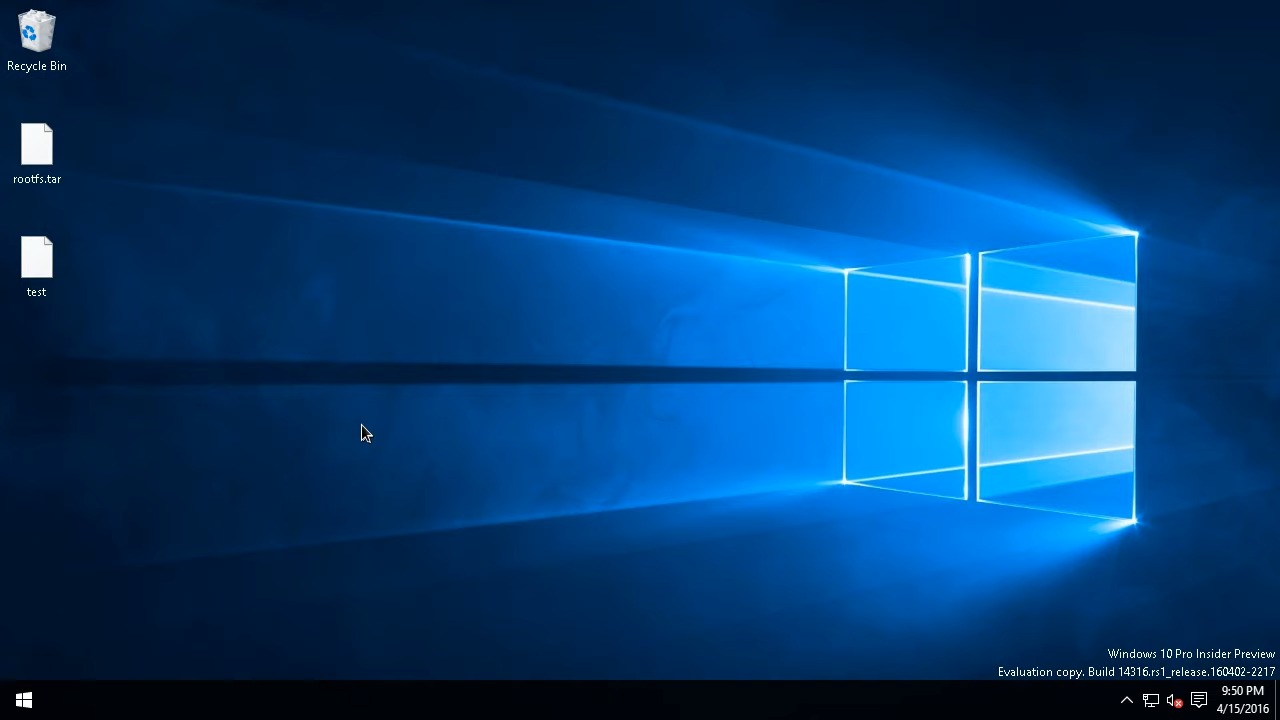 Recycle Bin
rootfs.tar
test
Windows 10 Pro Insider Preview
Evaluation copy. Build 14316.rs1_release.160402-2217
9:50 PM
4/15/2016